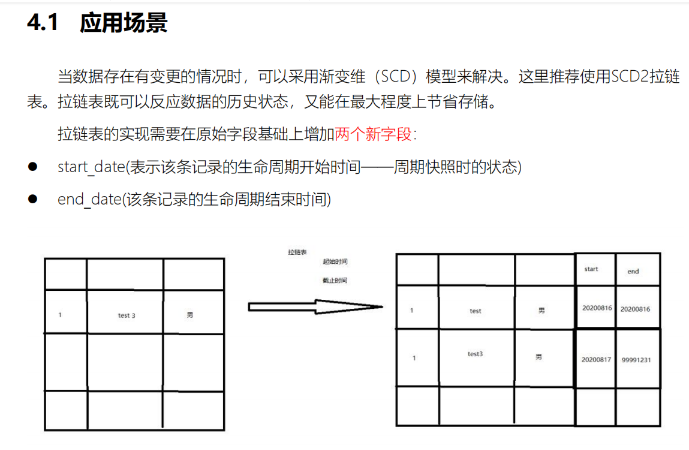 4.1 应用场景
当数据存在有变更的情况时，可以采用渐变维（SCD）模型来解决。这里推荐使用SCD2拉链
表。拉链表既可以反应数据的历史状态，又能在最大程度上节省存储。
拉链表的实现需要在原始字段基础上增加两个新字段：
● start_date(表示该条记录的生命周期开始时间——周期快照时的状态)
● end_date(该条记录的生命周期结束时间)
拉链表
起始时间
截止时间
start end
1 test 3 男
1 test 男 20200816 20200816
1 test3 男 20200817 99991231